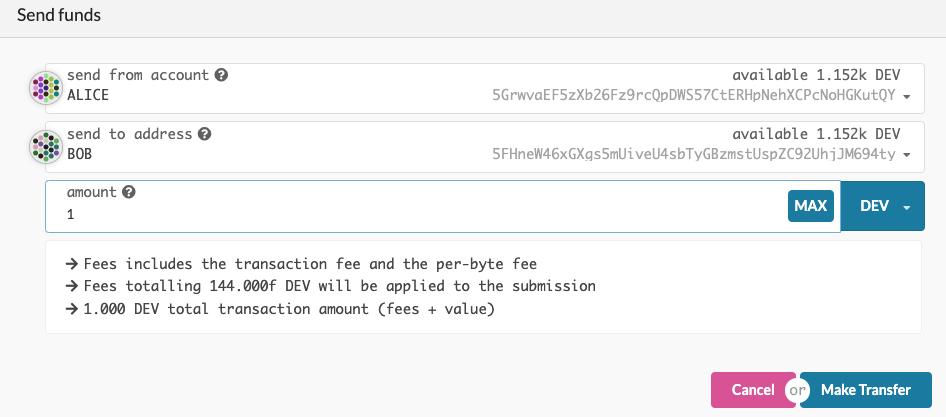 Send funds
send from account
available 1.152k DEV
ALICE
5GrwvaEF5zXb26Fz9rcQpDWS57CtERHpNehXCPcNoHGKutQY
send to address
available 1.152k DEV
BOB
5FHneW46xGXgs5mUiveU4sbTyGBzmstUspZC92UhjJM694ty
amount
1
MAX
DEV
→ Fees includes the transaction fee and the per-byte fee
→ Fees totalling 144.000f DEV will be applied to the submission
→ 1.000 DEV total transaction amount (fees + value)
Cancel or Make Transfer